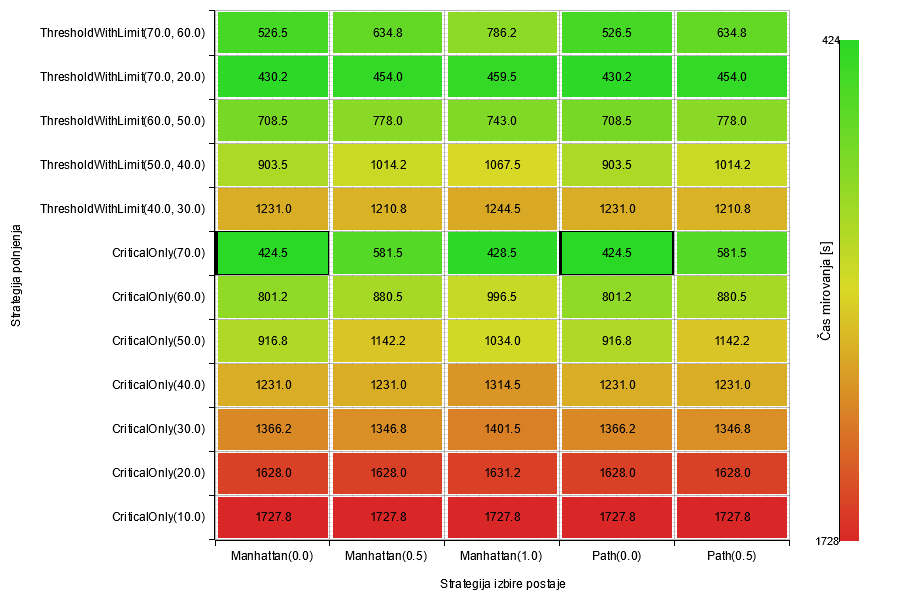 ThresholdWithLimit(70.0, 60.0) 526.5 634.8 786.2 526.5 634.8
ThresholdWithLimit(70.0, 20.0) 430.2 454.0 459.5 430.2 454.0
ThresholdWithLimit(60.0, 50.0) 708.5 778.0 743.0 708.5 778.0
ThresholdWithLimit(50.0, 40.0) 903.5 1014.2 1067.5 903.5 1014.2
ThresholdWithLimit(40.0, 30.0) 1231.0 1210.8 1244.5 1231.0 1210.8
CriticalOnly(70.0) 424.5 581.5 428.5 424.5 581.5
CriticalOnly(60.0) 801.2 880.5 996.5 801.2 880.5
CriticalOnly(50.0) 916.8 1142.2 1034.0 916.8 1142.2
CriticalOnly(40.0) 1231.0 1231.0 1314.5 1231.0 1231.0
CriticalOnly(30.0) 1366.2 1346.8 1401.5 1366.2 1346.8
CriticalOnly(20.0) 1628.0 1628.0 1631.2 1628.0 1628.0
CriticalOnly(10.0) 1727.8 1727.8 1727.8 1727.8 1727.8
Manhattan(0.0) Manhattan(0.5) Manhattan(1.0) Path(0.0) Path(0.5)
Strategija izbire postaje
Strategija polnjenja
424
1728
Čas mirovanja [s]